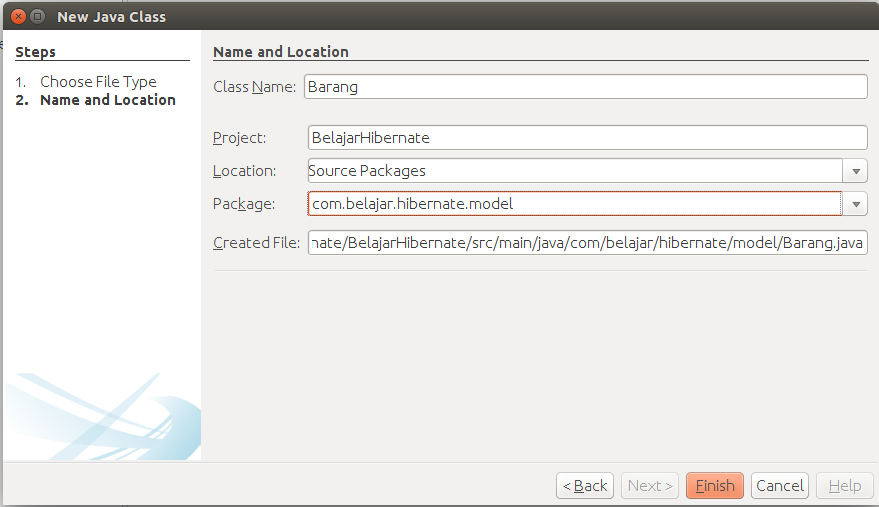 New Java Class
Steps
1. Choose File Type
2. Name and Location
Name and Location
Class Name: Barang
Project: BelajarHibernate
Location: Source Packages
Package: com.belajar.hibernate.model
Created File: nate/BelajarHibernate/src/main/java/com/belajar/hibernate/model/Barang.java
< Back Next > Finish Cancel Help